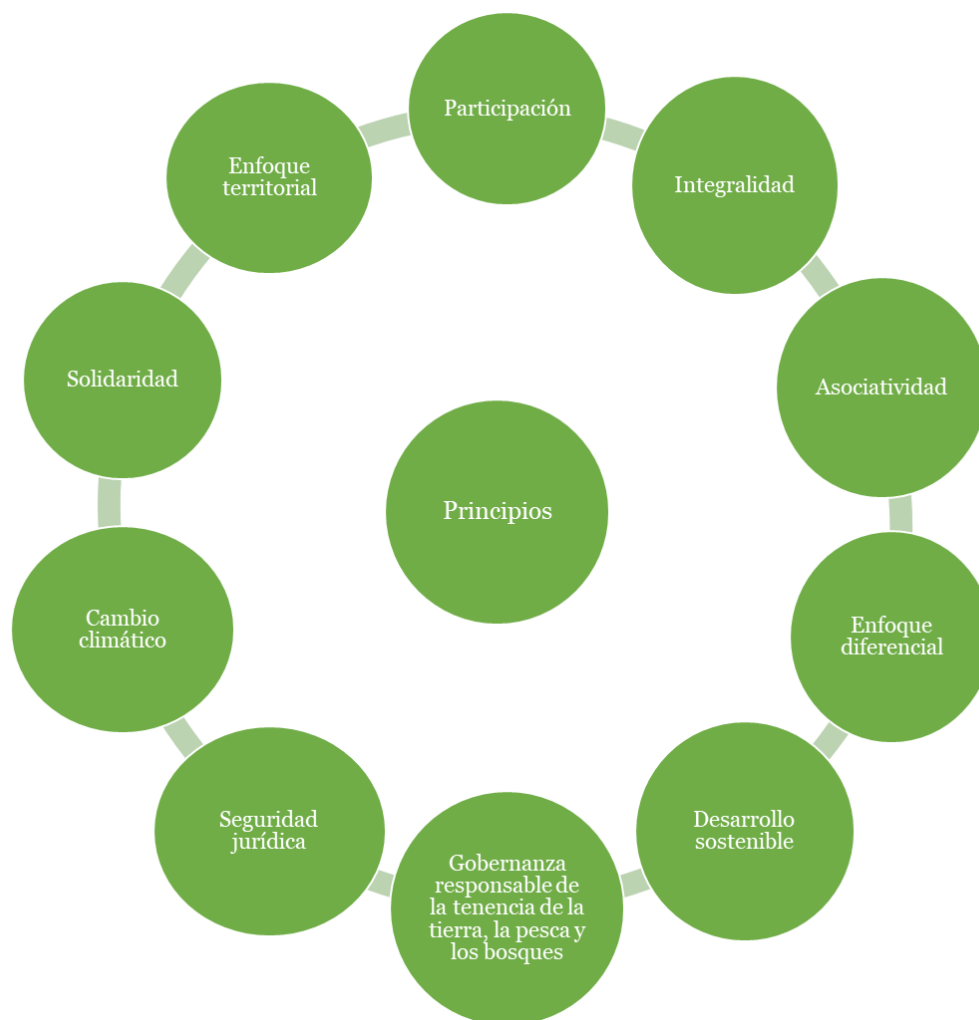 Participación
Integralidad
Asociatividad
Enfoque
diferencial
Desarrollo
sostenible
Gobernanza
responsable de
la tenencia de la
tierra, la pesca y
los bosques
Seguridad
jurídica
Cambio
climático
Solidaridad
Enfoque
territorial
Principios